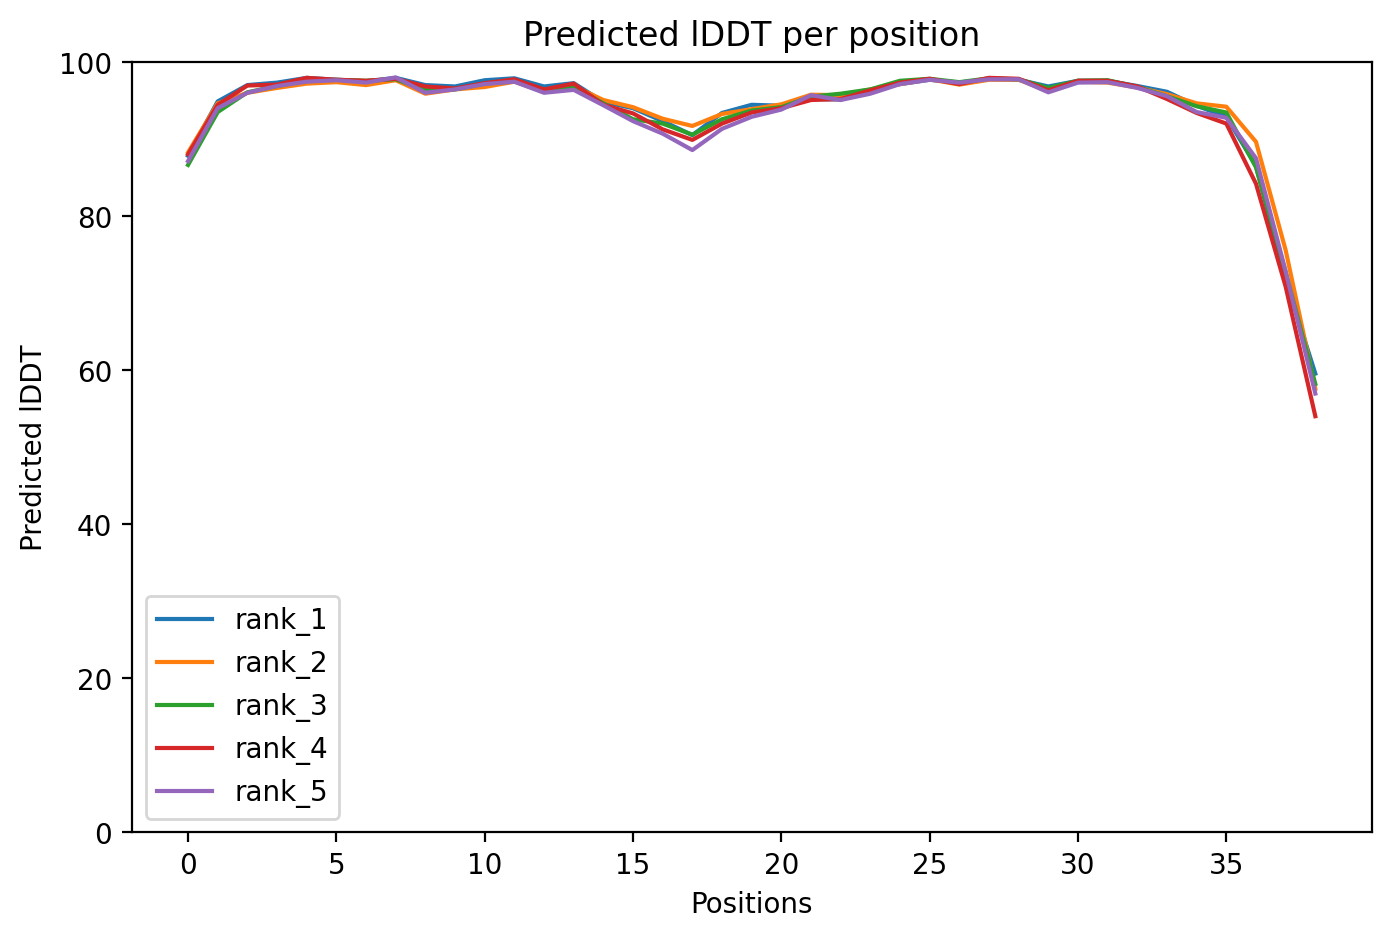 Predicted lDDT per position
100
80
60
40
20
0
Predicted lDDT
rank_1
rank_2
rank_3
rank_4
rank_5
0 5 10 15 20 25 30 35
Positions